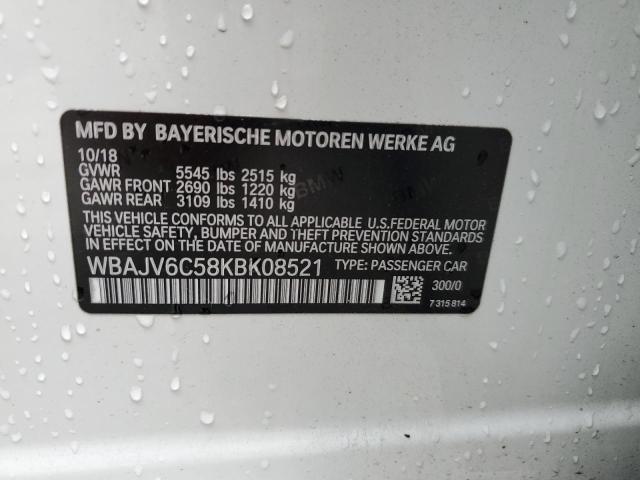 MFD BY BAYERISCHE MOTOREN WERKE AG
10/18
GVWR 5545 lbs 2515 kg
GAWR FRONT 2690 lbs 1220 kg
GAWR REAR 3109 lbs 1410 kg
THIS VEHICLE CONFORMS TO ALL APPLICABLE U.S.FEDERAL MOTOR
VEHICLE SAFETY, BUMPER AND THEFT PREVENTION STANDARDS IN
EFFECT ON THE DATE OF MANUFACTURE SHOWN ABOVE.
WBAJV6C58KBK08521 TYPE: PASSENGER CAR
300/0
7315814
BMW